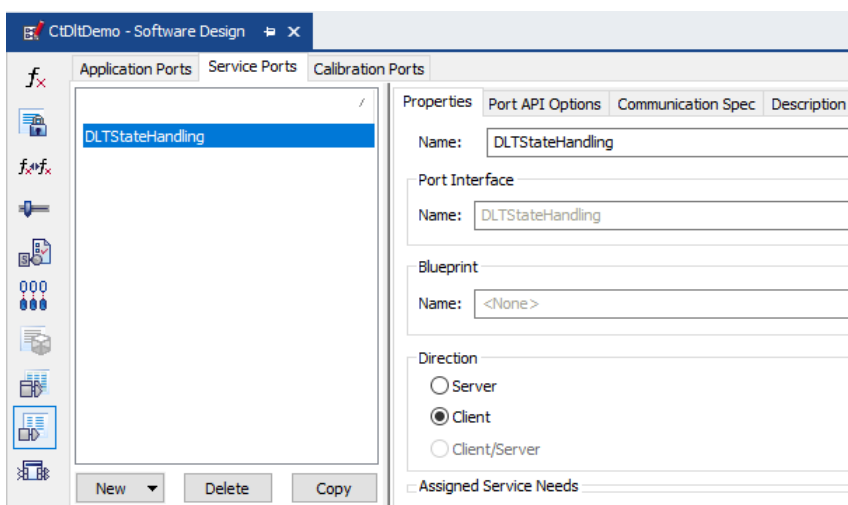 CtDltDemo - Software Design
Application Ports Service Ports Calibration Ports
DLTStateHandling
New Delete Copy
Properties Port API Options Communication Spec Description
Name: DLTStateHandling
Port Interface
Name: DLTStateHandling
Blueprint
Name: <None>
Direction
Server
Client
Client/Server
Assigned Service Needs